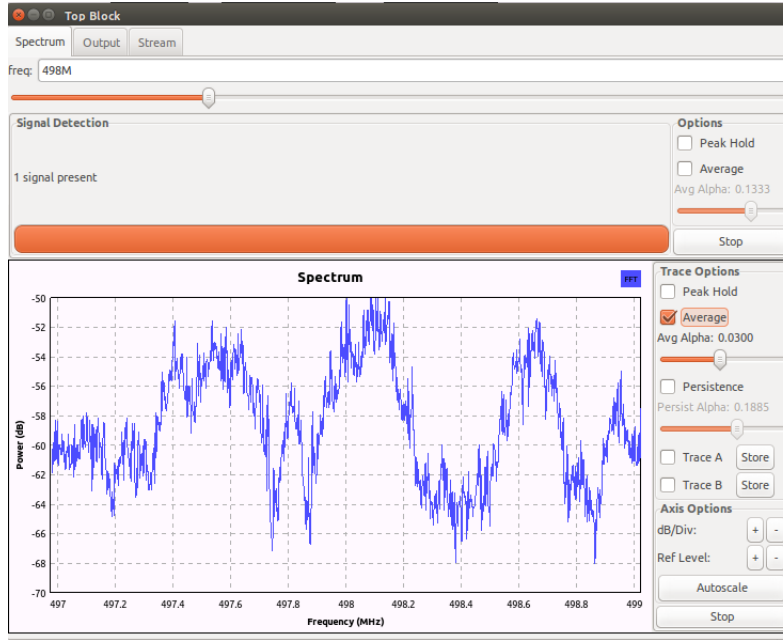 Top Block
Spectrum Output Stream
freq: 498M
Signal Detection
1 signal present
Options
Peak Hold
Average
Avg Alpha: 0.1333
Stop
Spectrum
FFT
Power (dB)
-50
-52
-54
-56
-58
-60
-62
-64
-66
-68
-70
497 497.2 497.4 497.6 497.8 498 498.2 498.4 498.6 498.8 499
Frequency (MHz)
Trace Options
Peak Hold
Average
Avg Alpha: 0.0300
Persistence
Persist Alpha: 0.1885
Trace A Store
Trace B Store
Axis Options
dB/Div: + -
Ref Level: + -
Autoscale
Stop